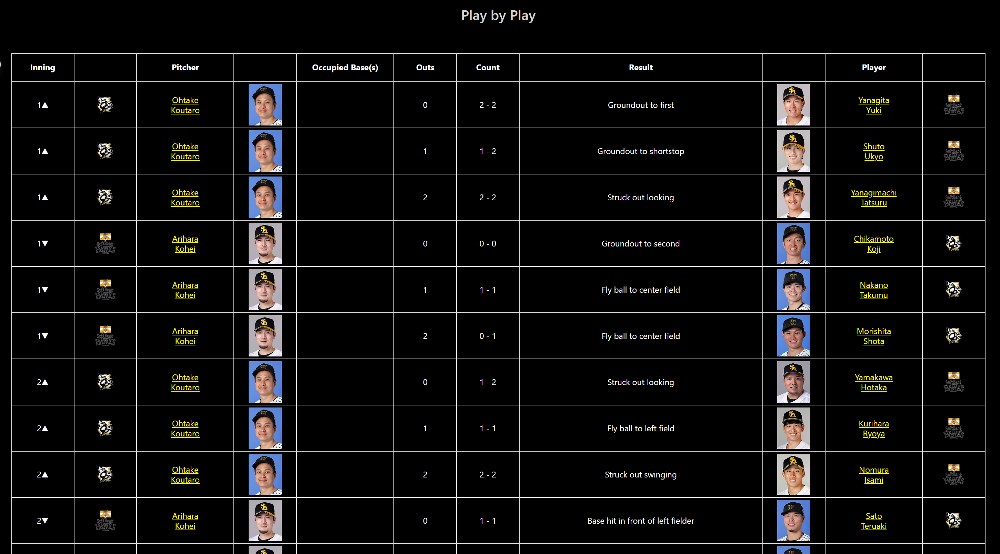 Play by Play
Inning Pitcher Occupied Base(s) Outs Count Result Player
1▲ Ohtake Koutaro 0 2 - 2 Groundout to first Yanagita Yuki SoftBank HAWKS
1▲ Ohtake Koutaro 1 1 - 2 Groundout to shortstop Shuto Ukyo SoftBank HAWKS
1▲ Ohtake Koutaro 2 2 - 2 Struck out looking Yanagimachi Tatsuru SoftBank HAWKS
1▼ SoftBank HAWKS Arihara Kohei 0 0 - 0 Groundout to second Chikamoto Koji
1▼ SoftBank HAWKS Arihara Kohei 1 1 - 1 Fly ball to center field Nakano Takumu
1▼ SoftBank HAWKS Arihara Kohei 2 0 - 1 Fly ball to center field Morishita Shota
2▲ Ohtake Koutaro 0 1 - 2 Struck out looking Yamakawa Hotaka SoftBank HAWKS
2▲ Ohtake Koutaro 1 1 - 1 Fly ball to left field Kurihara Ryoya SoftBank HAWKS
2▲ Ohtake Koutaro 2 2 - 2 Struck out swinging Nomura Isami SoftBank HAWKS
2▼ SoftBank HAWKS Arihara Kohei 0 1 - 1 Base hit in front of left fielder Sato Teruaki